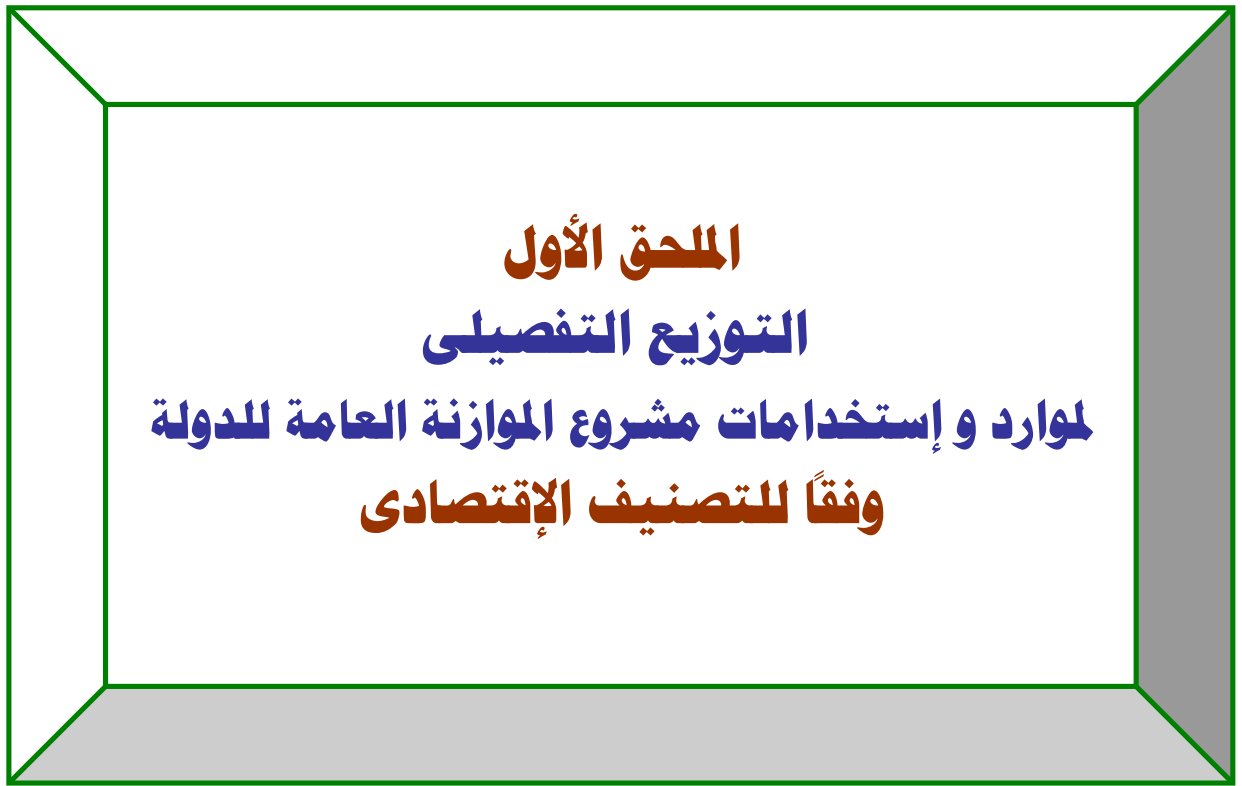 الملحق الأول
التوزيع التفصيلى
لموارد و إستخدامات مشروع الموازنة العامة للدولة
وفقاً للتصنيف الإقتصادى